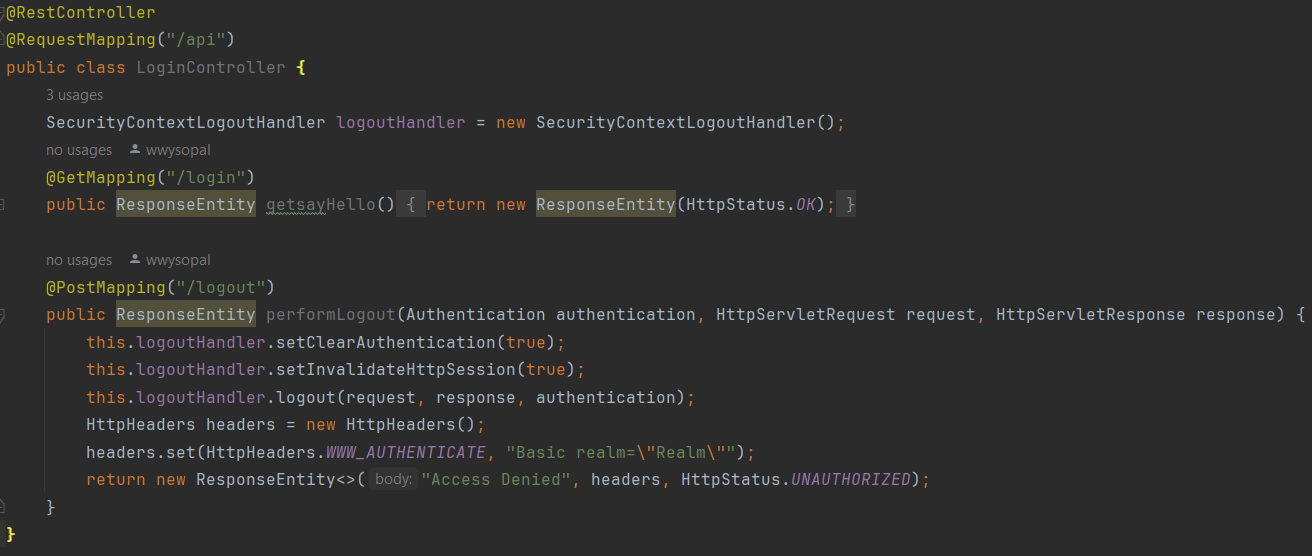 @RestController
@RequestMapping("/api")
public class LoginController {
3 usages
SecurityContextLogoutHandler logoutHandler = new SecurityContextLogoutHandler();
no usages wwysopal
@GetMapping("/login")
public ResponseEntity getsayHello() { return new ResponseEntity(HttpStatus.OK); }
no usages wwysopal
@PostMapping("/logout")
public ResponseEntity performLogout(Authentication authentication, HttpServletRequest request, HttpServletResponse response) {
this.logoutHandler.setClearAuthentication(true);
this.logoutHandler.setInvalidateHttpSession(true);
this.logoutHandler.logout(request, response, authentication);
HttpHeaders headers = new HttpHeaders();
headers.set(HttpHeaders.WWW_AUTHENTICATE, "Basic realm=\"Realm\"");
return new ResponseEntity<>( body: "Access Denied", headers, HttpStatus.UNAUTHORIZED);
}
}